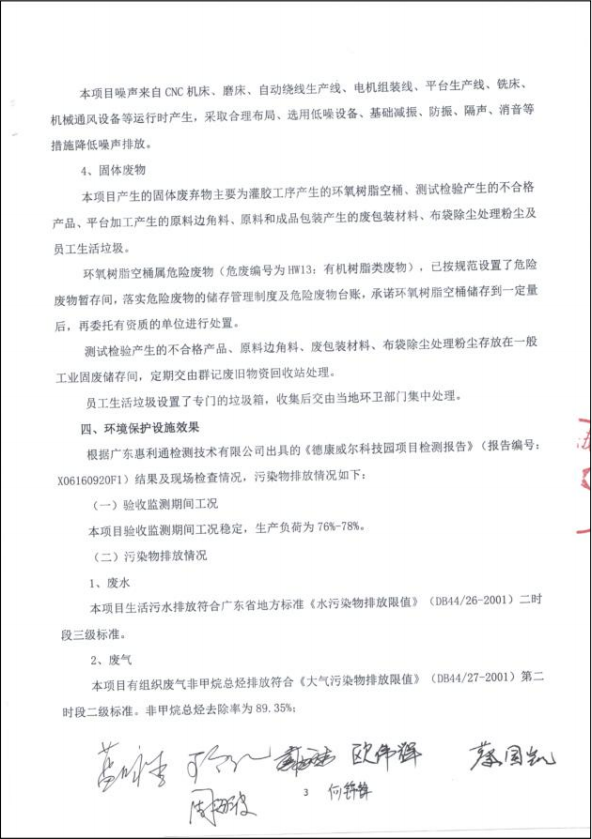 本项目噪声来自 CNC 机床、磨床、自动绕线生产线、电机组装线、平台生产线、铣床、
机械通风设备等运行时产生，采取合理布局、选用低噪设备、基础减振、防振、隔声、消音等
措施降低噪声排放。
4、固体废物
本项目产生的固体废弃物主要为灌胶工序产生的环氧树脂空桶、测试检验产生的不合格
产品、平台加工产生的原料边角料、原料和成品包装产生的废包装材料、布袋除尘处理粉尘及
员工生活垃圾。
环氧树脂空桶属危险废物（危废编号为 HW13：有机树脂类废物），已按规范设置了危险
废物暂存间，落实危险废物的储存管理制度及危险废物台账，承诺环氧树脂空桶储存到一定量
后，再委托有资质的单位进行处置。
测试检验产生的不合格产品、原料边角料、废包装材料、布袋除尘处理粉尘存放在一般
工业固废储存间，定期交由群记废旧物资回收站处理。
员工生活垃圾设置了专门的垃圾箱，收集后交由当地环卫部门集中处理。
四、环境保护设施效果
根据广东惠利通检测技术有限公司出具的《德康威尔科技园项目检测报告》（报告编号：
X06160920F1）结果及现场检查情况，污染物排放情况如下：
（一）验收监测期间工况
本项目验收监测期间工况稳定，生产负荷为 76%-78%。
（二）污染物排放情况
1、废水
本项目生活污水排放符合广东省地方标准《水污染物排放限值》（DB44/26-2001）二时
段三级标准。
2、废气
本项目有组织废气非甲烷总烃排放符合《大气污染物排放限值》（DB44/27-2001）第二
时段二级标准。非甲烷总烃去除率为 89.35%；
欧伟辉 蔡国凯
3